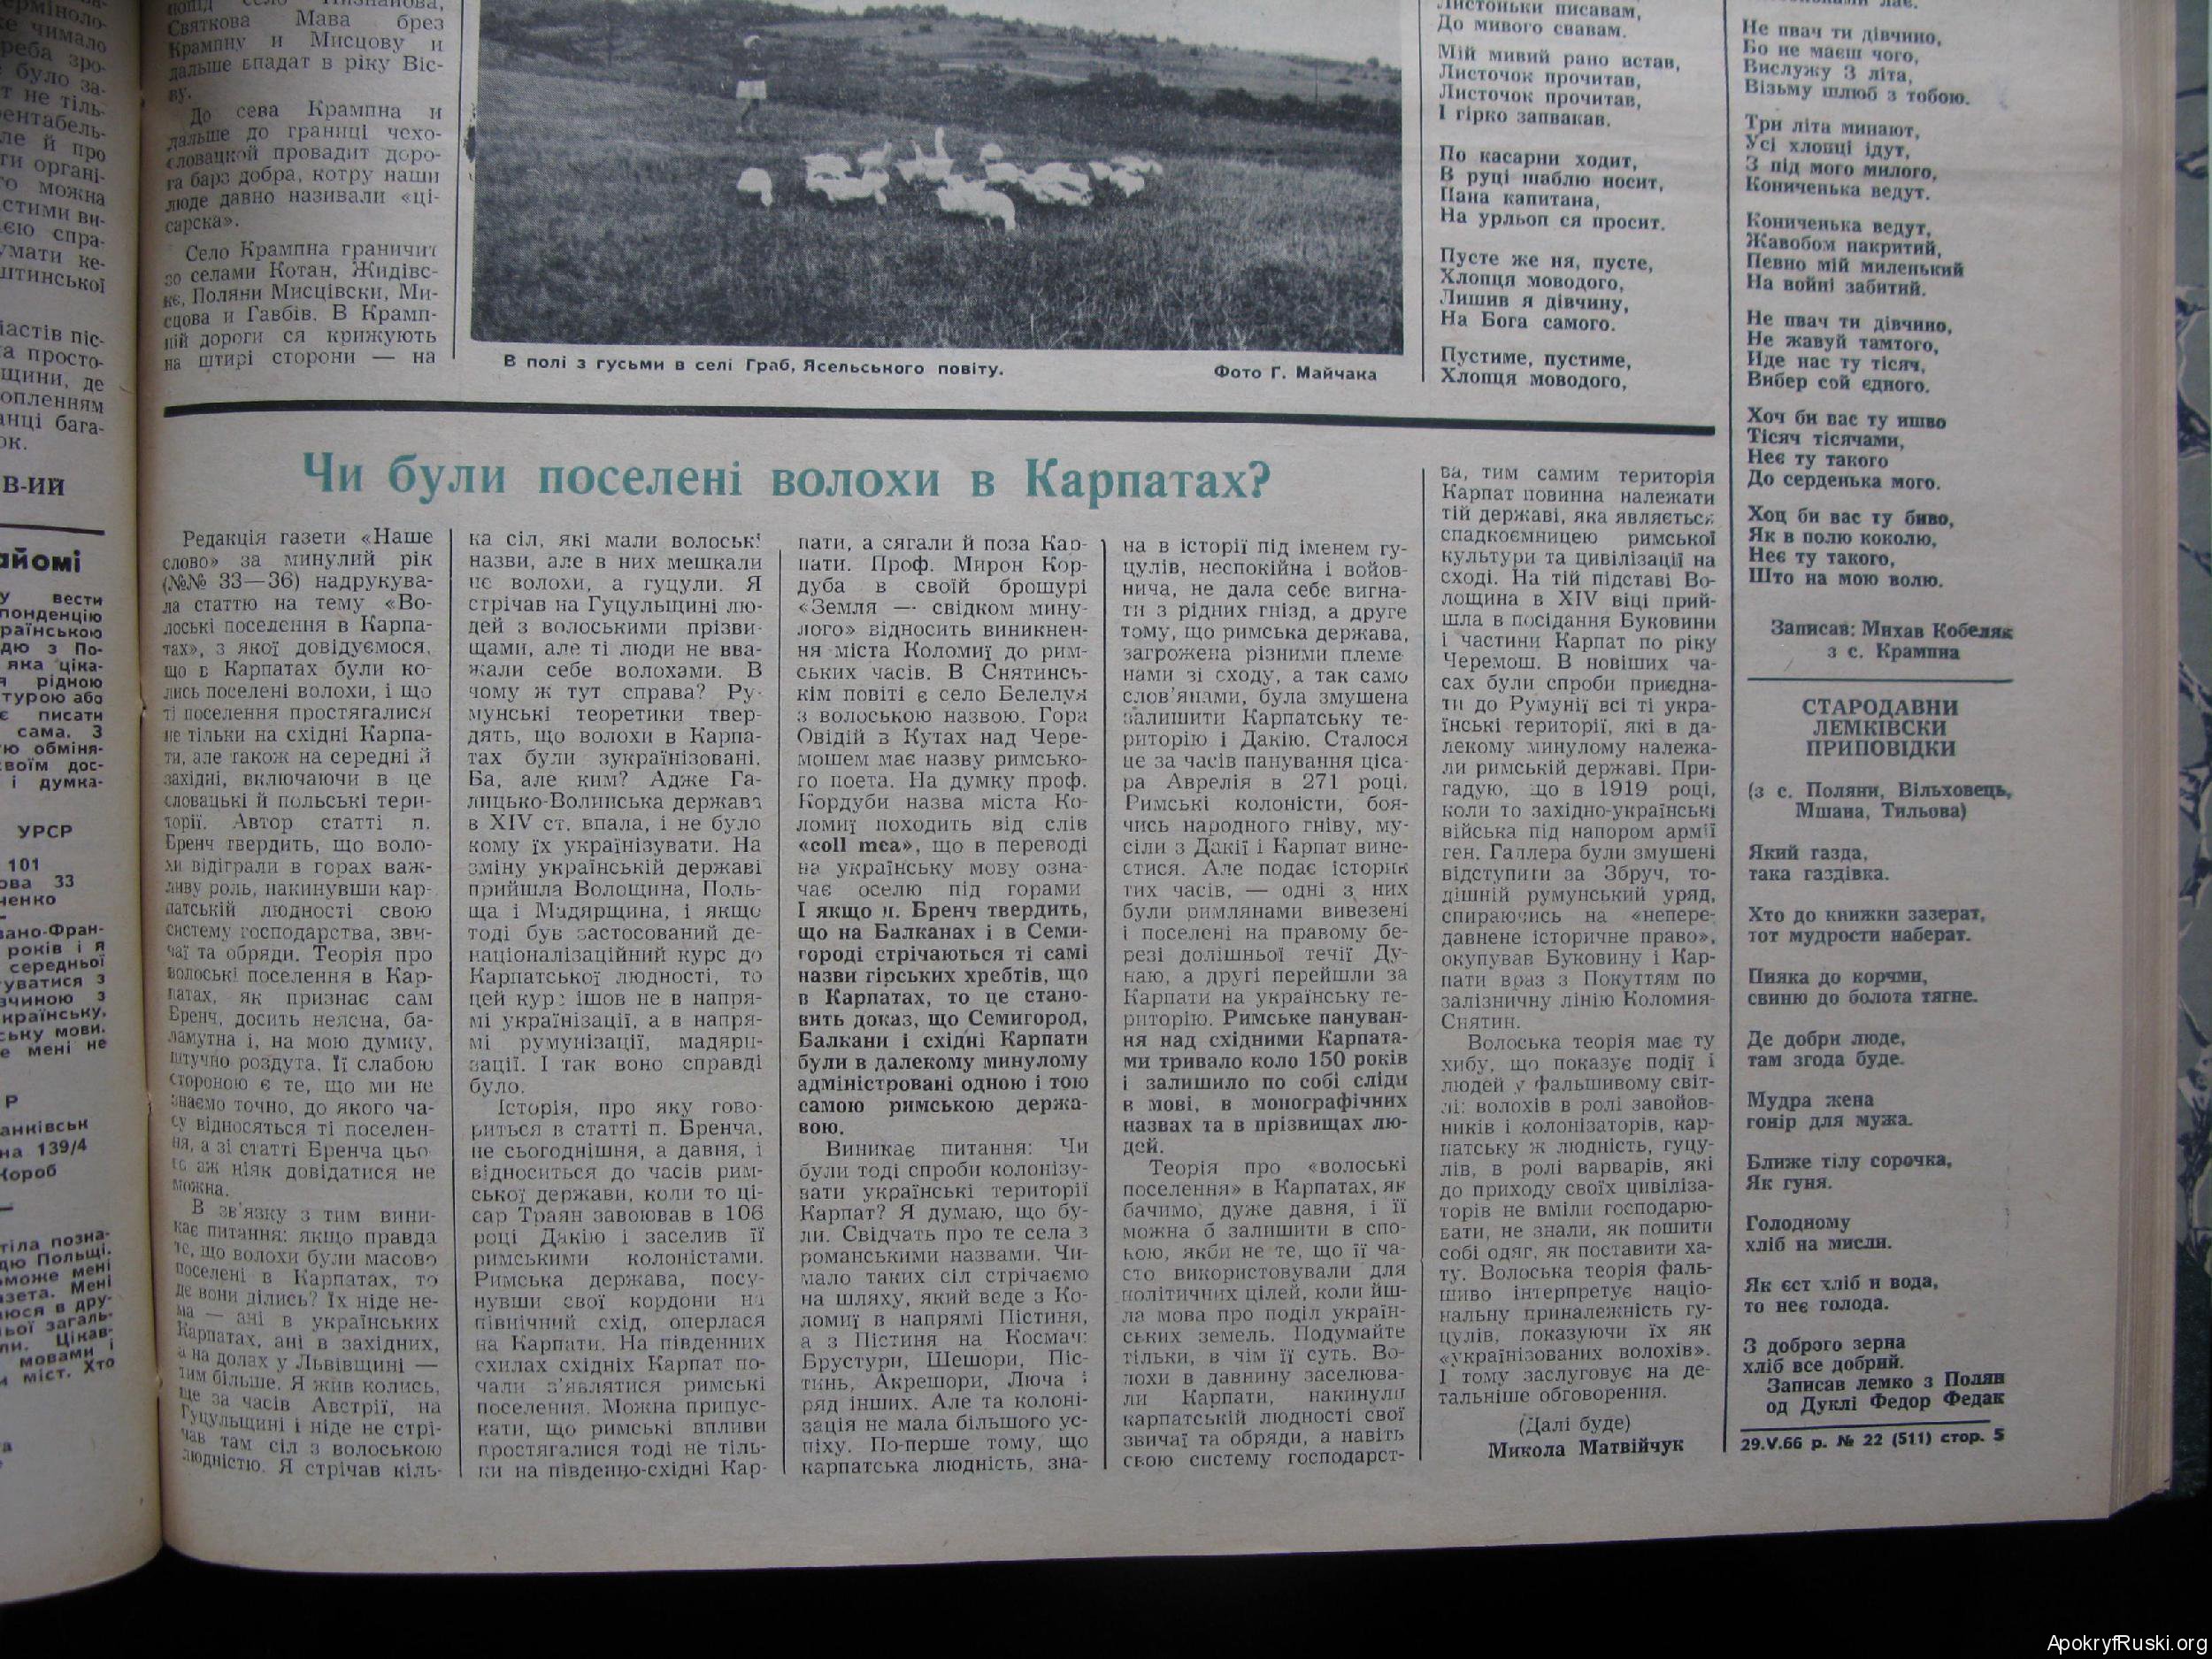 Святкова Мава брез
Крампну и Мисцову и
дальше впадат в ріку Віс-
ву.
До сева Крампна и
дальше до границі чехо-
словацкой провадит доро-
га барз добра, котру наши
люде давно називали «ці-
сарска».
Село Крампна граничит
зо селами Котан, Жидівс-
кє, Поляни Мисцівски, Ми-
сцова и Гавбів. В Крамп-
ній дороги ся крижують
на штирі сторони — на
В полі з гусьми в селі Граб, Ясельського повіту.
Фото Г. Майчака
Листоньки писавам,
До мивого свавам.
Мій мивий рано встав,
Листочок прочитав,
Листочок прочитав,
І гірко запвакав.
По касарни ходит,
В руці шаблю носит,
Пана капитана,
На урльоп ся просит.
Пусте же ня, пусте,
Хлопця моводого,
Лишив я дівчину,
На Бога самого.
Пустиме, пустиме,
Хлопця моводого,
Не пвач ти дівчино,
Бо не маєш чого,
Вислужу 3 літа,
Візьму шлюб з тобою.
Три літа минают,
Усі хлопці ідут,
З під мого милого,
Кониченька ведут.
Кониченька ведут,
Жавобом накритий,
Певно мій миленький
На войні забитий.
Не пвач ти дівчино,
Не жавуй тамтого,
Иде нас ту тісяч,
Вибер сой єдного.
Хоч би вас ту ишво
Тісяч тісячами,
Неє ту такого
До серденька мого.
Хоц би вас ту биво,
Як в полю коколю,
Неє ту такого,
Што на мою волю.
Записав: Михав Кобеляк
з с. Крампна
Чи були поселені волохи в Карпатах?
Редакція газети «Наше
слово» за минулий рік
(№№ 33—36) надрукува-
ла статтю на тему «Во-
лоські поселення в Карпа-
тах», з якої довідуємося,
що в Карпатах були ко-
лись поселені волохи, і що
ті поселення простягалися
не тільки на східні Карпа-
ти, але також на середні й
західні, включаючи в це
словацькі й польські тери-
торії. Автор статті п.
Бренч твердить, що воло-
хи відіграли в горах важ-
ливу роль, накинувши кар-
патській людності свою
систему господарства, зви-
чаї та обряди. Теорія про
волоські поселення в Кар-
патах, як признає сам
Бренч, досить неясна, ба-
ламутна і, на мою думку,
штучно роздута. Її слабою
стороною є те, що ми не
знаємо точно, до якого ча-
су відносяться ті поселен-
ня, а зі статті Бренча цьо-
го аж ніяк довідатися не
можна.
В зв'язку з тим вини-
кає питання: якщо правда
те, що волохи були масово
поселені в Карпатах, то
де вони ділись? Їх ніде не-
ма — ані в українських
Карпатах, ані в західних,
а на долах у Львівщині —
тим більше. Я жив колись,
ще за часів Австрії, на
Гуцульщині і ніде не стрі-
чав там сіл з волоською
людністю. Я стрічав кіль-
ка сіл, які мали волоські
назви, але в них мешкали
не волохи, а гуцули. Я
стрічав на Гуцульщині лю-
дей з волоськими прізви-
щами, але ті люди не вва-
жали себе волохами. В
чому ж тут справа? Ру-
мунські теоретики твер-
дять, що волохи в Карпа-
тах були зукраїнізовані.
Ба, але ким? Адже Га-
лицько-Волинська держава
в XIV ст. впала, і не було
кому їх українізувати. На
зміну українській державі
прийшла Волощина, Поль-
ща і Мадярщина, і якщо
тоді був застосований де-
націоналізаційний курс до
Карпатської людності, то
цей курс ішов не в напря-
мі українізації, а в напря-
мі румунізації, мадяри-
зації. І так воно справді
було.
Історія, про яку гово-
риться в статті п. Бренча,
не сьогоднішня, а давня, і
відноситься до часів рим-
ської держави, коли то ці-
сар Траян завоював в 106
році Дакію і заселив її
римськими колоністами.
Римська держава, посу-
нувши свої кордони на
північний схід, оперлася
на Карпати. На південних
схилах східніх Карпат по-
чали з'являтися римські
поселення. Можна припус-
кати, що римські впливи
простягалися тоді не тіль-
ки на південно-східні Кар-
пати, а сягали й поза Кар-
пати. Проф. Мирон Кор-
дуба в своїй брошурі
«Земля — свідком мину-
лого» відносить виникнен-
ня міста Коломиї до рим-
ських часів. В Снятинсь-
кім повіті є село Белелуя
з волоською назвою. Гора
Овідій в Кутах над Чере-
мошем має назву римсько-
го поета. На думку проф.
Кордуби назва міста Ко-
ломиї походить від слів
«coll mea», що в переводі
на українську мову озна-
чає оселю під горами
І якщо п. Бренч твердить,
що на Балканах і в Семи-
городі стрічаються ті самі
назви гірських хребтів, що
в Карпатах, то це стано-
вить доказ, що Семигород,
Балкани і східні Карпати
були в далекому минулому
адміністровані одною і тою
самою римською держа-
вою.
Виникає питання: Чи
були тоді спроби колонізу-
вати українські території
Карпат? Я думаю, що бу-
ли. Свідчать про те села з
романськими назвами. Чи-
мало таких сіл стрічаємо
на шляху, який веде з Ко-
ломиї в напрямі Пістиня,
а з Пістиня на Космач:
Брустури, Шешори, Піс-
тинь, Акрешори, Люча і
ряд інших. Але та колоні-
зація не мала більшого ус-
піху. По-перше тому, що
карпатська людність, зна-
на в історії під іменем гу-
цулів, неспокійна і войов-
нича, не дала себе вигна-
ти з рідних гнізд, а друге
тому, що римська держава,
загрожена різними племе-
нами зі сходу, а так само
слов'янами, була змушена
залишити Карпатську те-
риторію і Дакію. Сталося
це за часів панування ціса-
ра Аврелія в 271 році.
Римські колоністи, боя-
чись народного гніву, му-
сіли з Дакії і Карпат вине-
стися. Але подає історик
тих часів, — одні з них
були римлянами вивезені
і поселені на правому бе-
резі долішньої течії Ду-
наю, а другі перейшли за
Карпати на українську те-
риторію. Римське пануван-
ня над східними Карпата-
ми тривало коло 150 років
і залишило по собі сліди
в мові, в монографічних
назвах та в прізвищах лю-
дей.
Теорія про «волоські
поселення» в Карпатах, як
бачимо, дуже давня, і її
можна б залишити в спо-
кою, якби не те, що її ча-
сто використовували для
політичних цілей, коли йш-
ла мова про поділ україн-
ських земель. Подумайте
тільки, в чім її суть. Во-
лохи в давнину заселюва-
ли Карпати, накинули
карпатській людності свої
звичаї та обряди, а навіть
свою систему господарст-
ва, тим самим територія
Карпат повинна належати
тій державі, яка являється
спадкоємницею римської
культури та цивілізації на
сході. На тій підставі Во-
лощина в XIV віці прий-
шла в посідання Буковини
і частини Карпат по ріку
Черемош. В новіших ча-
сах були спроби приєдна-
ти до Румунії всі ті укра-
їнські території, які в да-
лекому минулому належа-
ли римській державі. При-
гадую, що в 1919 році,
коли то західно-українські
війська під напором армії
ген. Галлера були змушені
відступити за Збруч, то-
дішній румунський уряд,
спираючись на «непере-
давнене історичне право»,
окупував Буковину і Кар-
пати враз з Покуттям по
залізничну лінію Коломия-
Снятин.
Волоська теорія має ту
хибу, що показує події і
людей у фальшивому світ-
лі: волохів в ролі завойов-
ників і колонізаторів, кар-
патську ж людність, гуцу-
лів, в ролі варварів, які
до приходу своїх цивіліза-
торів не вміли господарю-
вати, не знали, як пошити
собі одяг, як поставити ха-
ту. Волоська теорія фаль-
шиво інтерпретує націо-
нальну приналежність гу-
цулів, показуючи їх як
«українізованих волохів».
І тому заслуговує на де-
тальніше обговорення.
(Далі буде)
Микола Матвійчук
СТАРОДАВНИ
ЛЕМКІВСКИ
ПРИПОВІДКИ
(з с. Поляни, Вільховець,
Мшана, Тильова)
Який газда,
така газдівка.
Хто до книжки зазерат,
тот мудрости наберат.
Пияка до корчми,
свиню до болота тягне.
Де добри люде,
там згода буде.
Мудра жена
гонір для мужа.
Ближе тілу сорочка,
Як гуня.
Голодному
хліб на мисли.
Як єст хліб и вода,
то неє голода.
З доброго зерна
хліб все добрий.
Записав лемко з Полян
од Дуклі Федор Федак
29.V.66 р. № 22 (511) стор. 5
ApokryfRuski.org